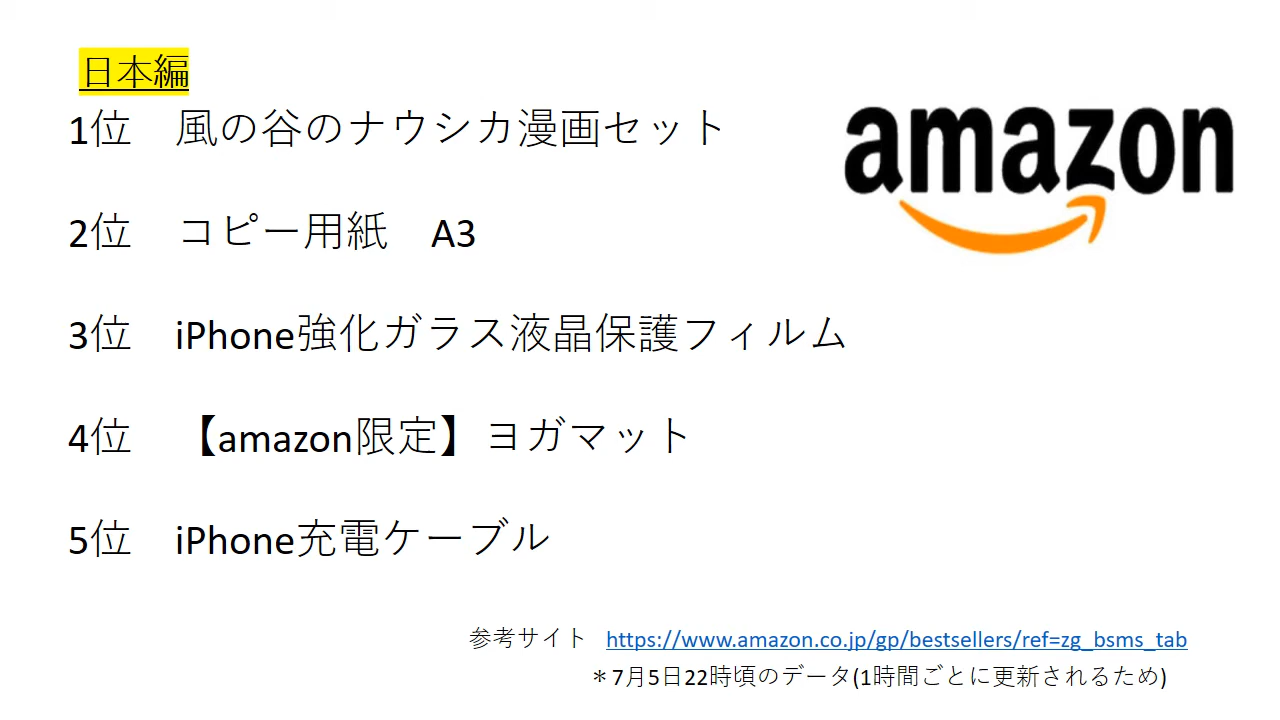 日本編
1位　風の谷のナウシカ漫画セット
amazon
2位　コピー用紙　A3
3位　iPhone強化ガラス液晶保護フィルム
4位　【amazon限定】ヨガマット
5位　iPhone充電ケーブル
参考サイト　https://www.amazon.co.jp/gp/bestsellers/ref=zg_bsms_tab
＊7月5日22時頃のデータ(1時間ごとに更新されるため)